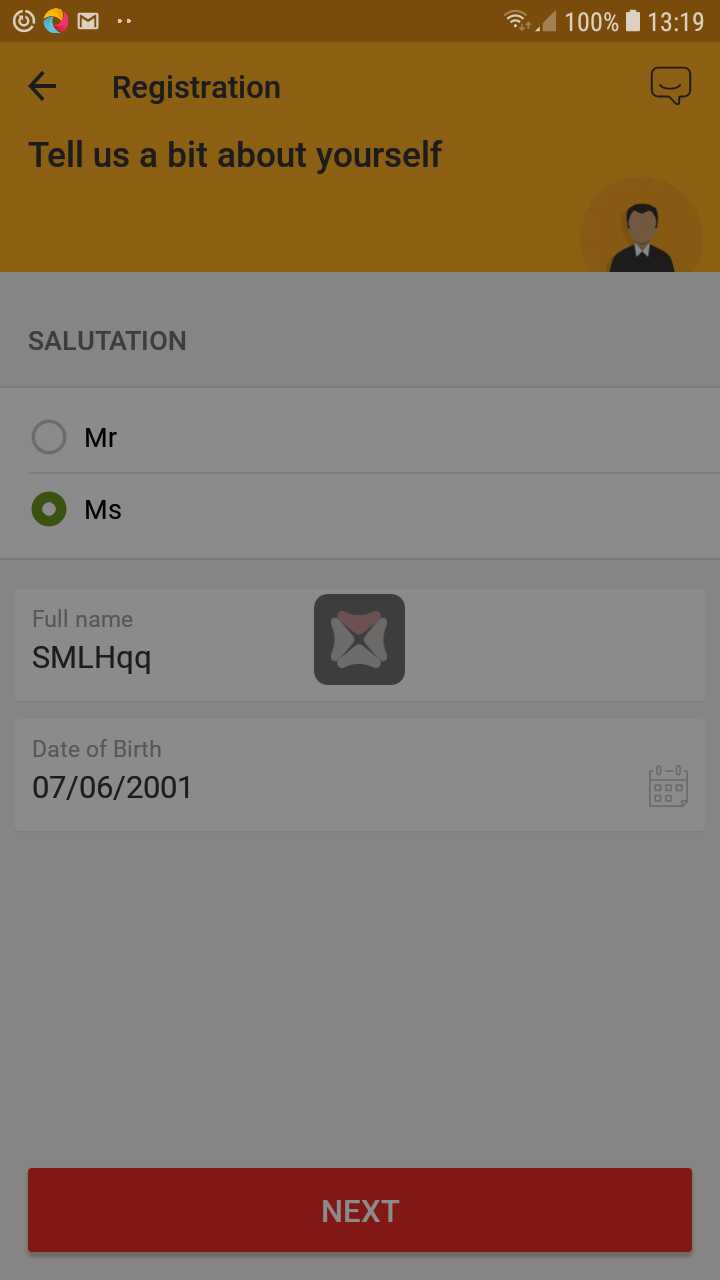 100% 13:19
Registration
Tell us a bit about yourself
SALUTATION
Mr
Ms
Full name
SMLHqq
Date of Birth
07/06/2001
NEXT